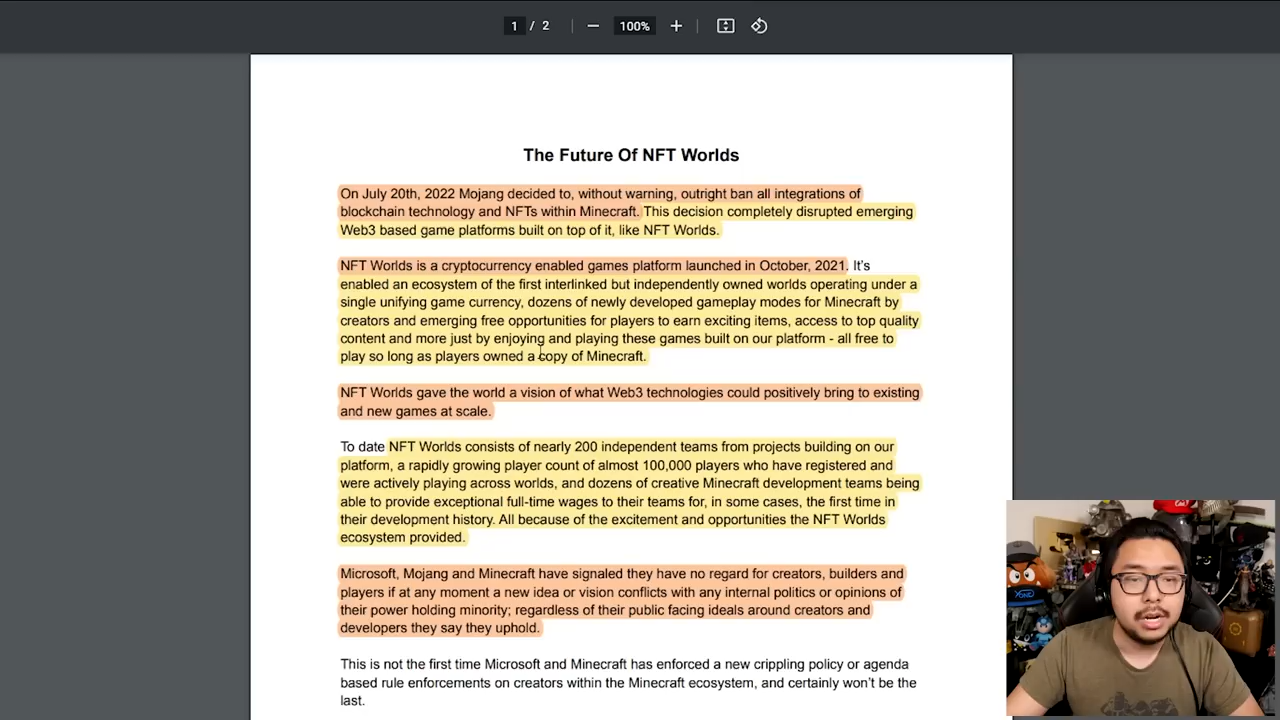 1 / 2
100%
The Future Of NFT Worlds
On July 20th, 2022 Mojang decided to, without warning, outright ban all integrations of
blockchain technology and NFTs within Minecraft. This decision completely disrupted emerging
Web3 based game platforms built on top of it, like NFT Worlds.
NFT Worlds is a cryptocurrency enabled games platform launched in October, 2021. It's
enabled an ecosystem of the first interlinked but independently owned worlds operating under a
single unifying game currency, dozens of newly developed gameplay modes for Minecraft by
creators and emerging free opportunities for players to earn exciting items, access to top quality
content and more just by enjoying and playing these games built on our platform - all free to
play so long as players owned a copy of Minecraft.
NFT Worlds gave the world a vision of what Web3 technologies could positively bring to existing
and new games at scale.
To date NFT Worlds consists of nearly 200 independent teams from projects building on our
platform, a rapidly growing player count of almost 100,000 players who have registered and
were actively playing across worlds, and dozens of creative Minecraft development teams being
able to provide exceptional full-time wages to their teams for, in some cases, the first time in
their development history. All because of the excitement and opportunities the NFT Worlds
ecosystem provided.
Microsoft, Mojang and Minecraft have signaled they have no regard for creators, builders and
players if at any moment a new idea or vision conflicts with any internal politics or opinions of
their power holding minority; regardless of their public facing ideals around creators and
developers they say they uphold.
This is not the first time Microsoft and Minecraft has enforced a new crippling policy or agenda
based rule enforcements on creators within the Minecraft ecosystem, and certainly won't be the
last.